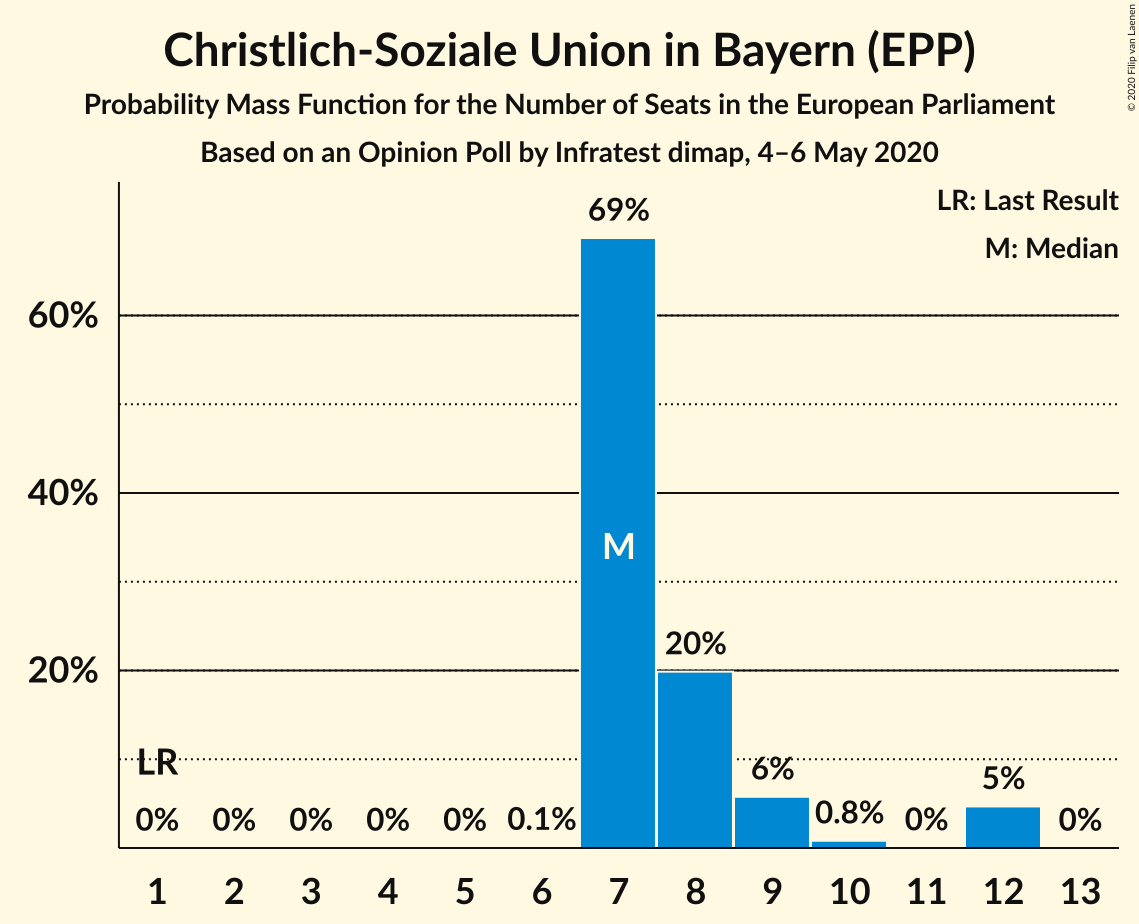 Christlich-Soziale Union in Bayern (EPP)
Probability Mass Function for the Number of Seats in the European Parliament
Based on an Opinion Poll by Infratest dimap, 4–6 May 2020
© 2020 Filip van Laenen
LR: Last Result
M: Median
69%
60%
40%
M
20%
20%
LR
6%
5%
0% 0% 0% 0% 0% 0.1% 0.8% 0% 0%
1 2 3 4 5 6 7 8 9 10 11 12 13